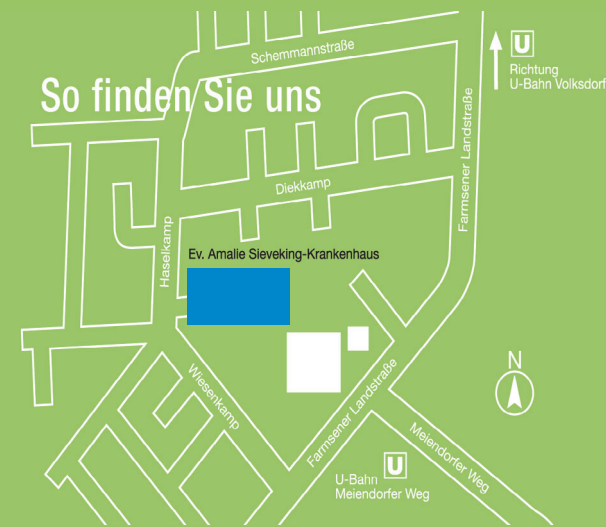 Schemmannstraße
U
Richtung
U-Bahn Volksdorf
So finden Sie uns
Farmsener Landstraße
Diekkamp
Haselkamp
Ev. Amalie Sieveking-Krankenhaus
Wiesenkamp
Farmsener Landstraße
N
Meiendorfer Weg
U-Bahn U
Meiendorfer Weg